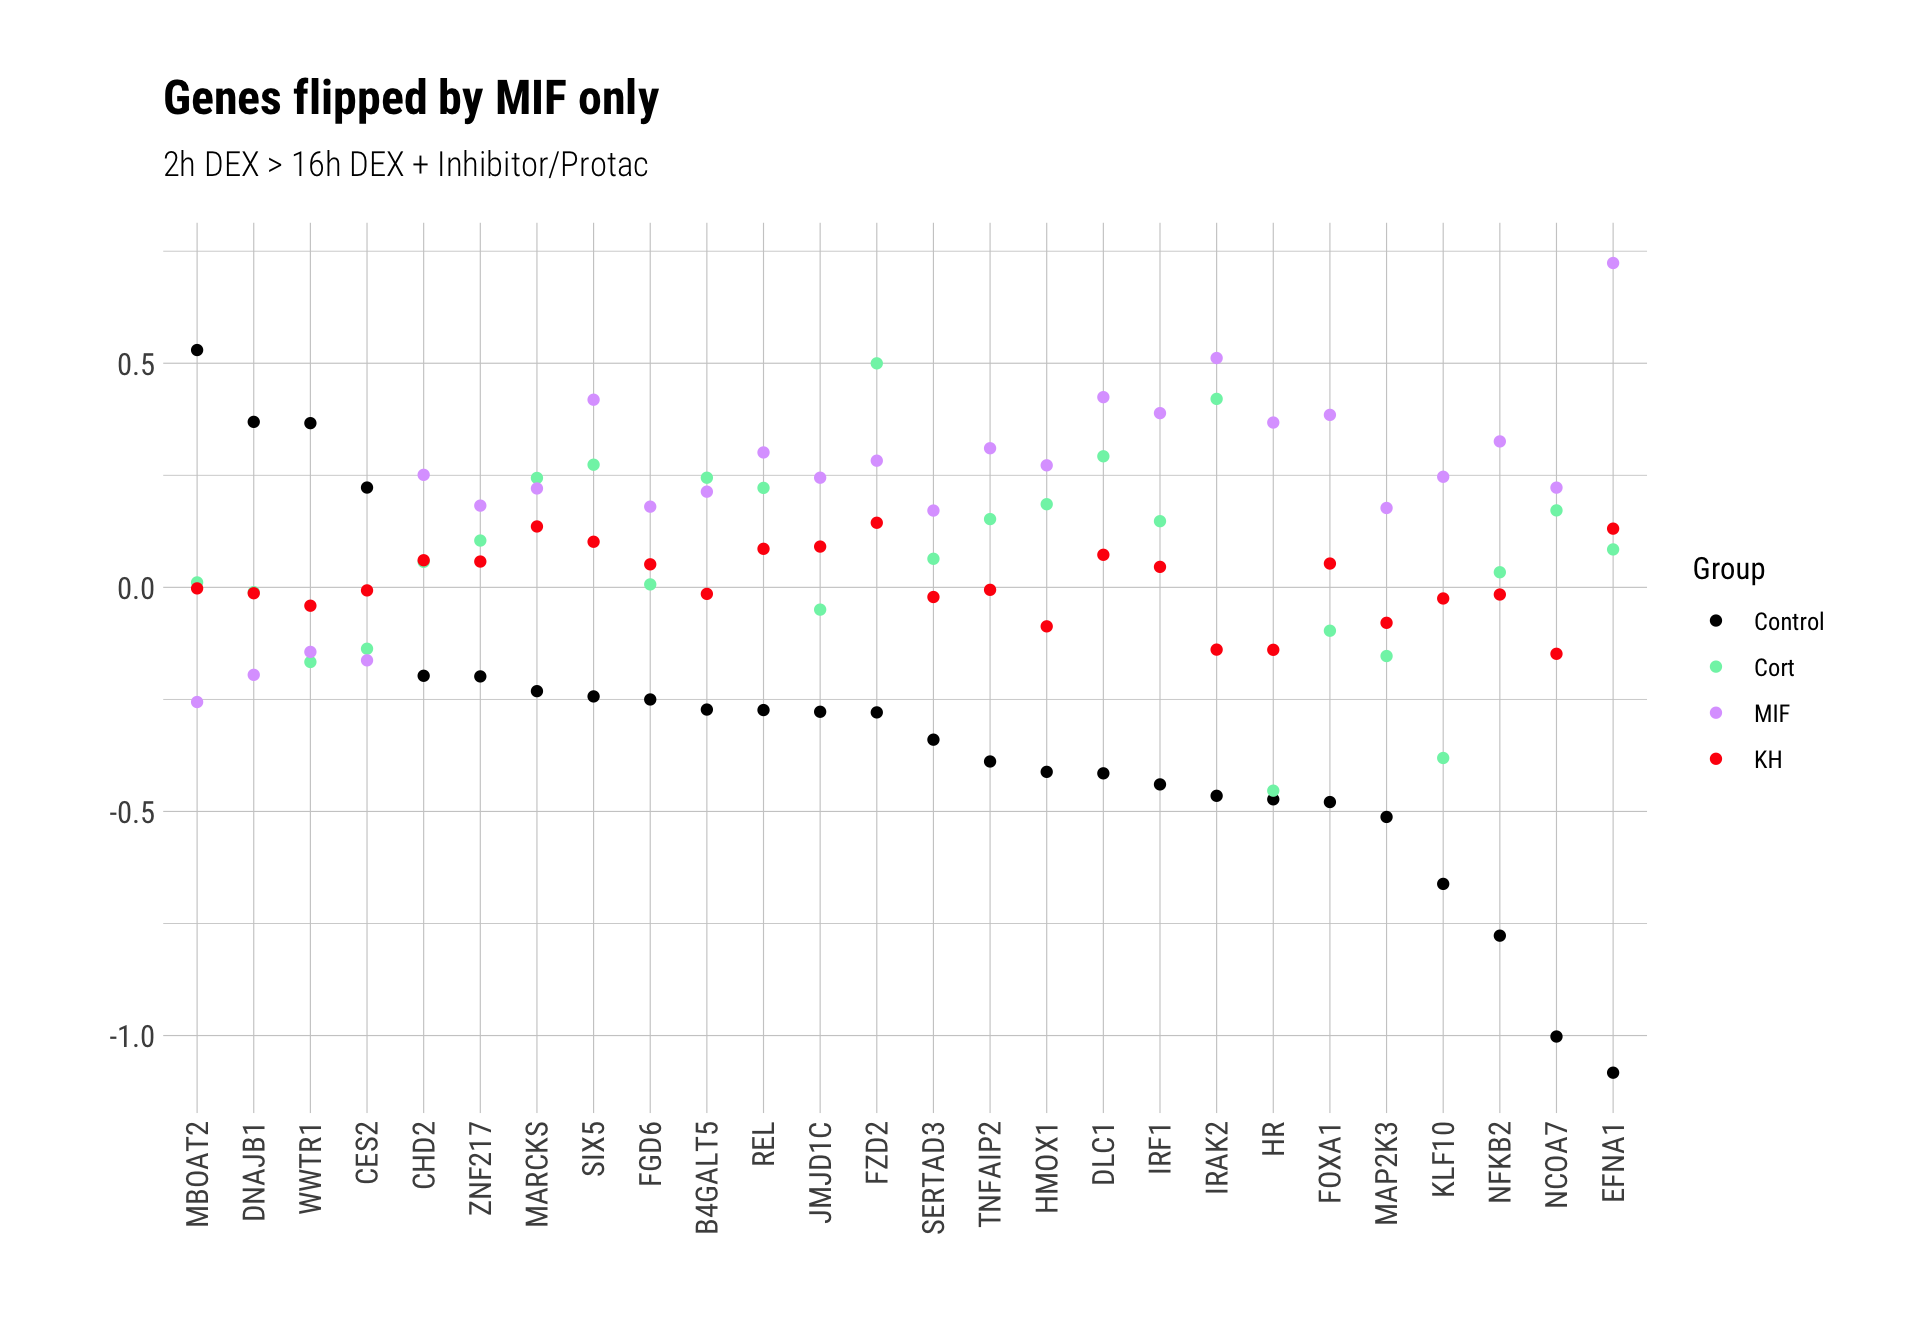 Genes flipped by MIF only
2h DEX > 16h DEX + Inhibitor/Protac
0.5
0.0
-0.5
-1.0
MBOAT2
DNAJB1
WWTR1
CES2
CHD2
ZNF217
MARCKS
SIX5
FGD6
B4GALT5
REL
JMJD1C
FZD2
SERTAD3
TNFAIP2
HMOX1
DLC1
IRF1
IRAK2
HR
FOXA1
MAP2K3
KLF10
NFKB2
NCOA7
EFNA1
Group
Control
Cort
MIF
KH